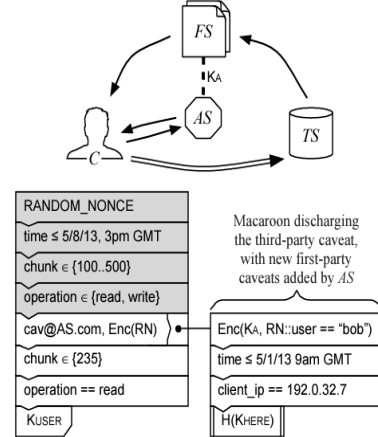 FS
KA
AS
C
TS
RANDOM_NONCE
time ≤ 5/8/13, 3pm GMT
chunk ∈ {100..500}
operation ∈ {read, write}
cav@AS.com, Enc(RN)
chunk ∈ {235}
operation == read
KUSER
Macaroon discharging
the third-party caveat,
with new first-party
caveats added by AS
Enc(KA, RN::user == “bob”)
time ≤ 5/1/13 9am GMT
client_ip == 192.0.32.7
H(KHERE)